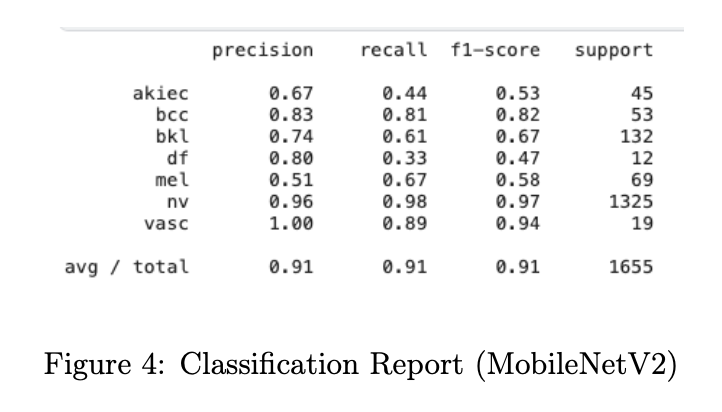 precision recall f1-score support
akiec 0.67 0.44 0.53 45
bcc 0.83 0.81 0.82 53
bkl 0.74 0.61 0.67 132
df 0.80 0.33 0.47 12
mel 0.51 0.67 0.58 69
nv 0.96 0.98 0.97 1325
vasc 1.00 0.89 0.94 19
avg / total 0.91 0.91 0.91 1655
Figure 4: Classification Report (MobileNetV2)